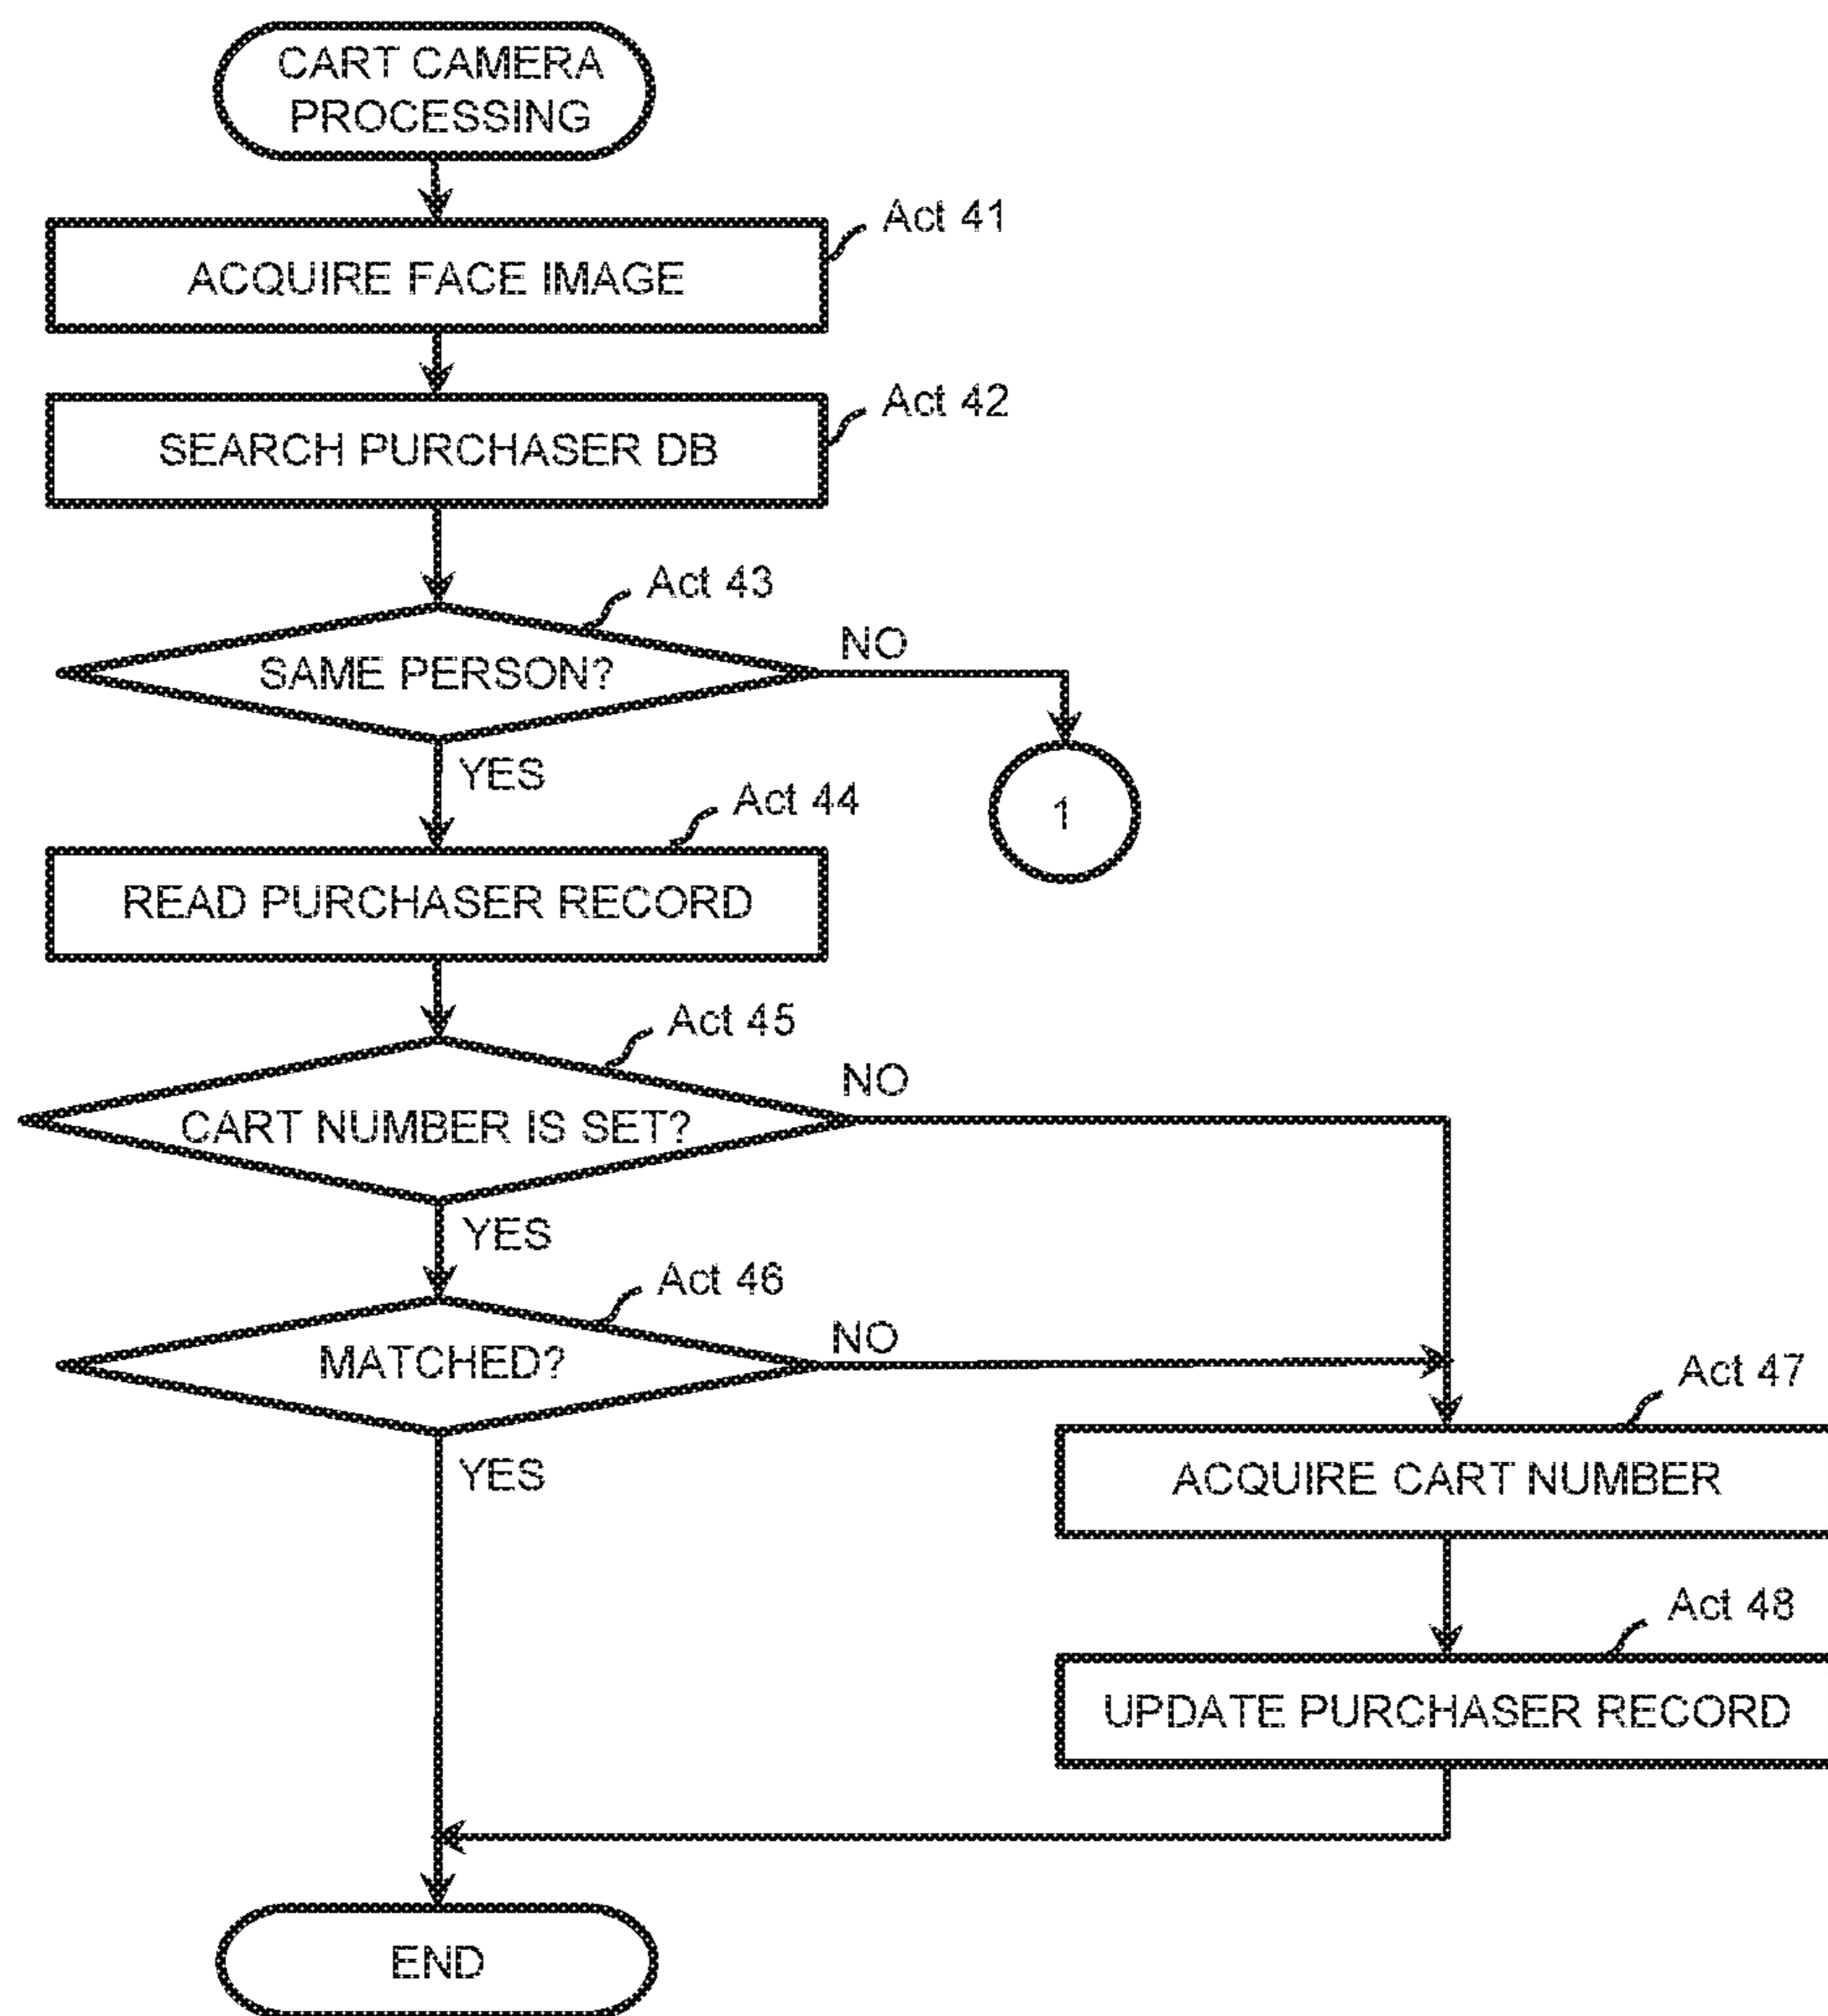 CART CAMERA
PROCESSING
Act 41
ACQUIRE FACE IMAGE
Act 42
SEARCH PURCHASER DB
Act 43
SAME PERSON?
NO
YES
1
Act 44
READ PURCHASER RECORD
Act 45
CART NUMBER IS SET?
NO
YES
Act 46
MATCHED?
NO
YES
Act 47
ACQUIRE CART NUMBER
Act 48
UPDATE PURCHASER RECORD
END